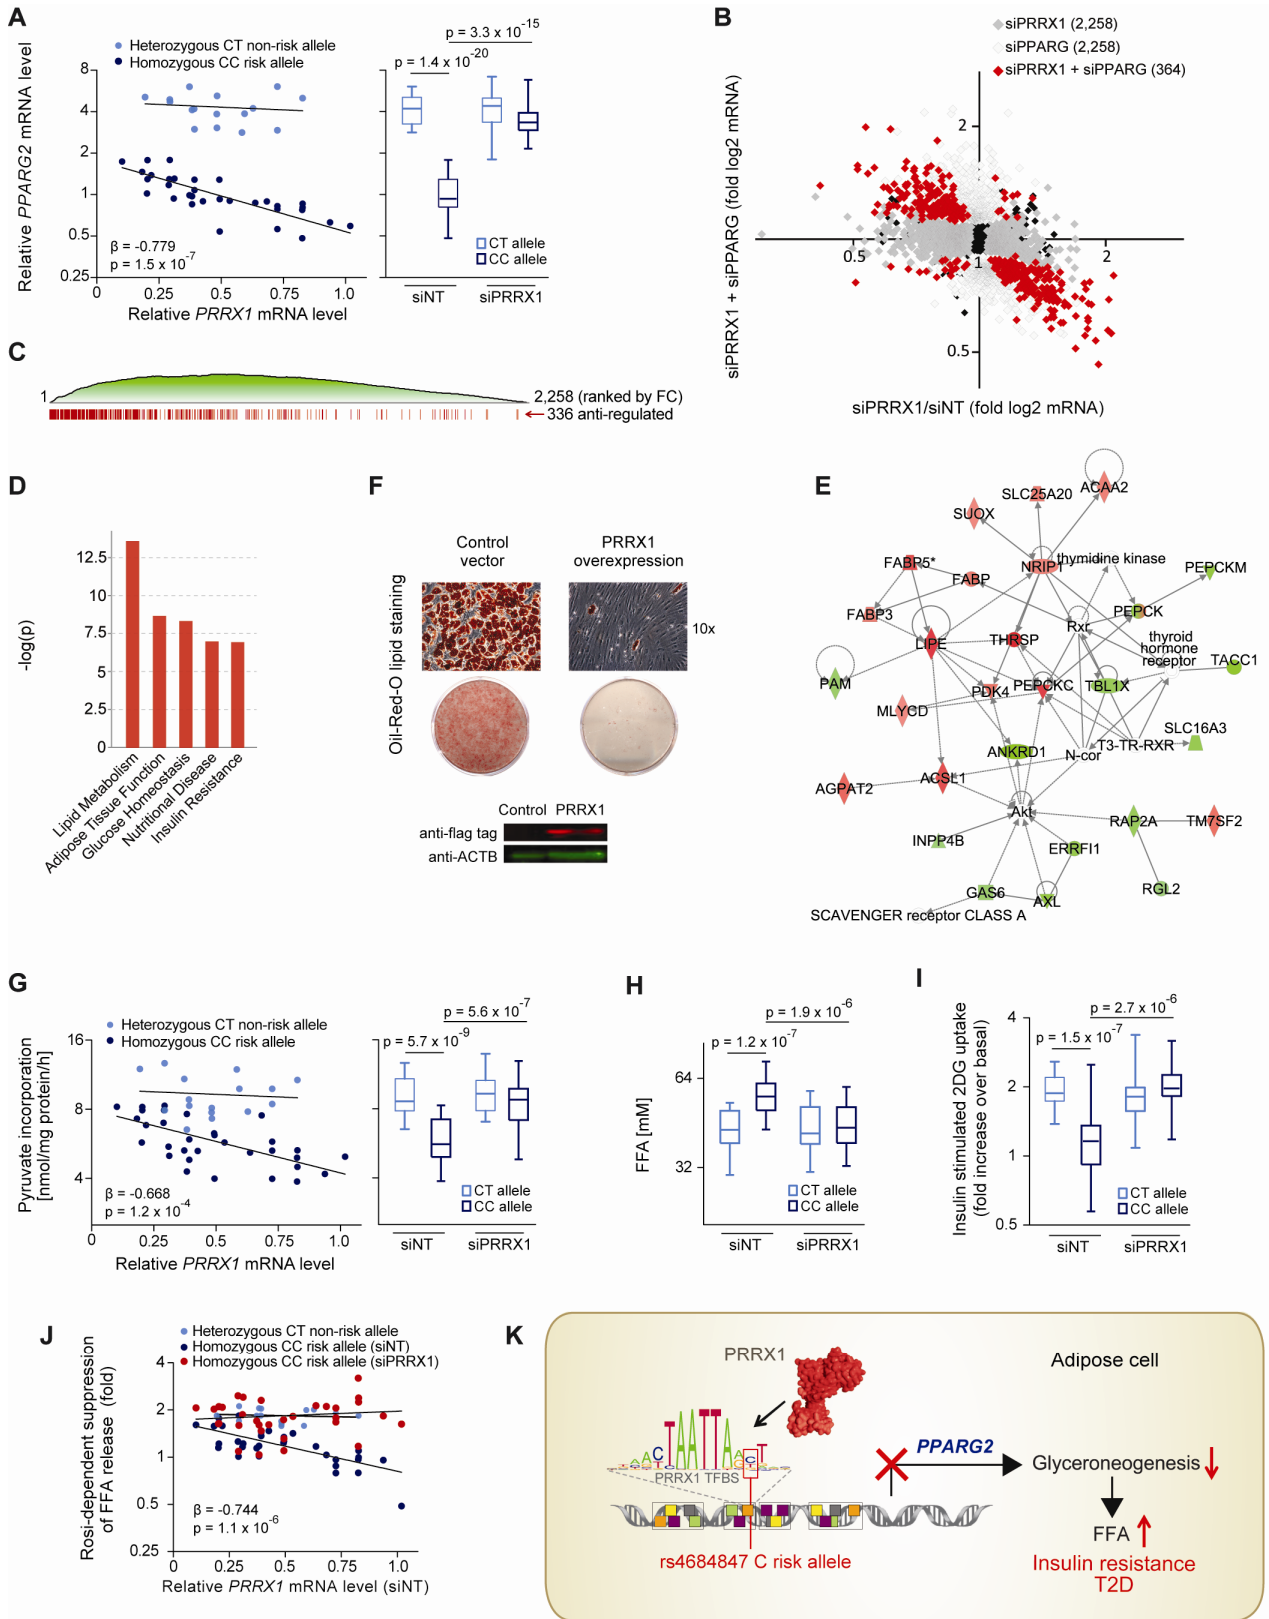 A
Heterozygous CT non-risk allele
Homozygous CC risk allele
Relative PPARG2 mRNA level
8
4
2
1
0.5
0.25
0
0.25
0.5
0.75
1.0
β = -0.779
p = 1.5 x 10-7
Relative PRRX1 mRNA level
p = 3.3 x 10-15
p = 1.4 x 10-20
CT allele
CC allele
siNT
siPRRX1
B
siPRRX1 (2,258)
siPPARG (2,258)
siPRRX1 + siPPARG (364)
siPRRX1 + siPPARG (fold log2 mRNA)
2
0.5
1
2
0.5
siPRRX1/siNT (fold log2 mRNA)
C
1
2,258 (ranked by FC)
336 anti-regulated
D
-log(p)
12.5
10
7.5
5
2.5
0
Lipid Metabolism
Adipose Tissue Function
Glucose Homostasis
Nutritional Disease
Insulin Resistance
F
Control
vector
PRRX1
overexpression
Oil-Red-O lipid staining
10x
Control PRRX1
anti-flag tag
anti-ACTB
E
ACAA2
SLC25A20
SUOX
FABP5*
FABP
NRIP1
thymidine kinase
PEPCKM
FABP3
PEPCK
Rxr
LIPE
THRSP
thyroid
hormone
receptor
TACC1
PAM
PDK4
PEPCKC
TBL1X
MLYCD
SLC16A3
ANKRD1
N-cor
T3-TR-RXR
AGPAT2
ACSL1
Akt
RAP2A
TM7SF2
INPP4B
ERRFI1
GAS6
AXL
RGL2
SCAVENGER receptor CLASS A
G
Heterozygous CT non-risk allele
Homozygous CC risk allele
Pyruvate incorporation
[nmol/mg protein/h]
16
8
4
β = -0.668
p = 1.2 x 10-4
0
0.25
0.5
0.75
1.0
Relative PRRX1 mRNA level
p = 5.6 x 10-7
p = 5.7 x 10-9
CT allele
CC allele
siNT
siPRRX1
H
p = 1.9 x 10-6
p = 1.2 x 10-7
FFA [mM]
64
32
CT allele
CC allele
siNT
siPRRX1
I
p = 2.7 x 10-6
p = 1.5 x 10-7
Insulin stimulated 2DG uptake
(fold increase over basal)
4
2
1
0.5
CT allele
CC allele
siNT
siPRRX1
J
Heterozygous CT non-risk allele
Homozygous CC risk allele (siNT)
Homozygous CC risk allele (siPRRX1)
Rosi-dependent suppression
of FFA release (fold)
4
2
1
0.5
0.25
β = -0.744
p = 1.1 x 10-6
0
0.25
0.5
0.75
1.0
Relative PRRX1 mRNA level (siNT)
K
PRRX1
Adipose cell
PRRX1 TFBS
PPARG2
Glyceroneogenesis
FFA
rs4684847 C risk allele
Insulin resistance
T2D